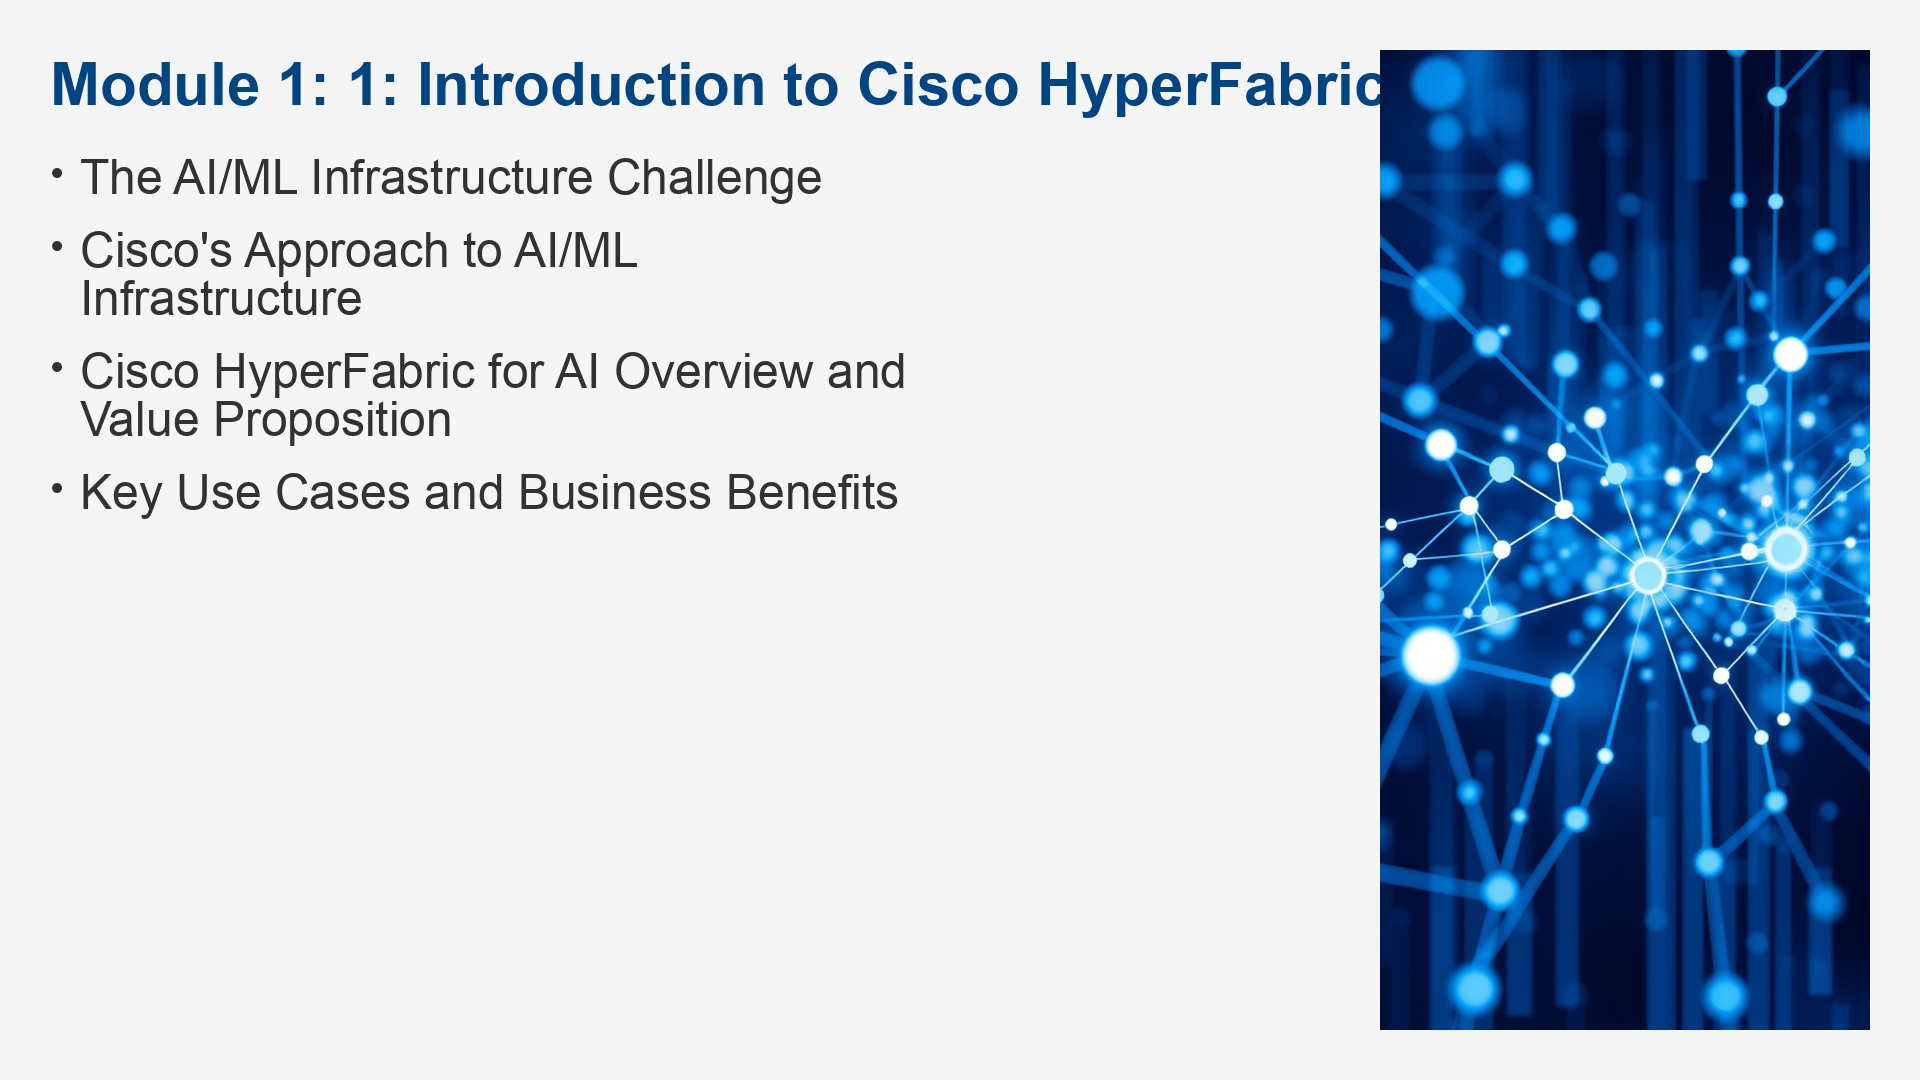 Module 1: 1: Introduction to Cisco HyperFabric
• The AI/ML Infrastructure Challenge
• Cisco's Approach to AI/ML
Infrastructure
• Cisco HyperFabric for AI Overview and
Value Proposition
• Key Use Cases and Business Benefits